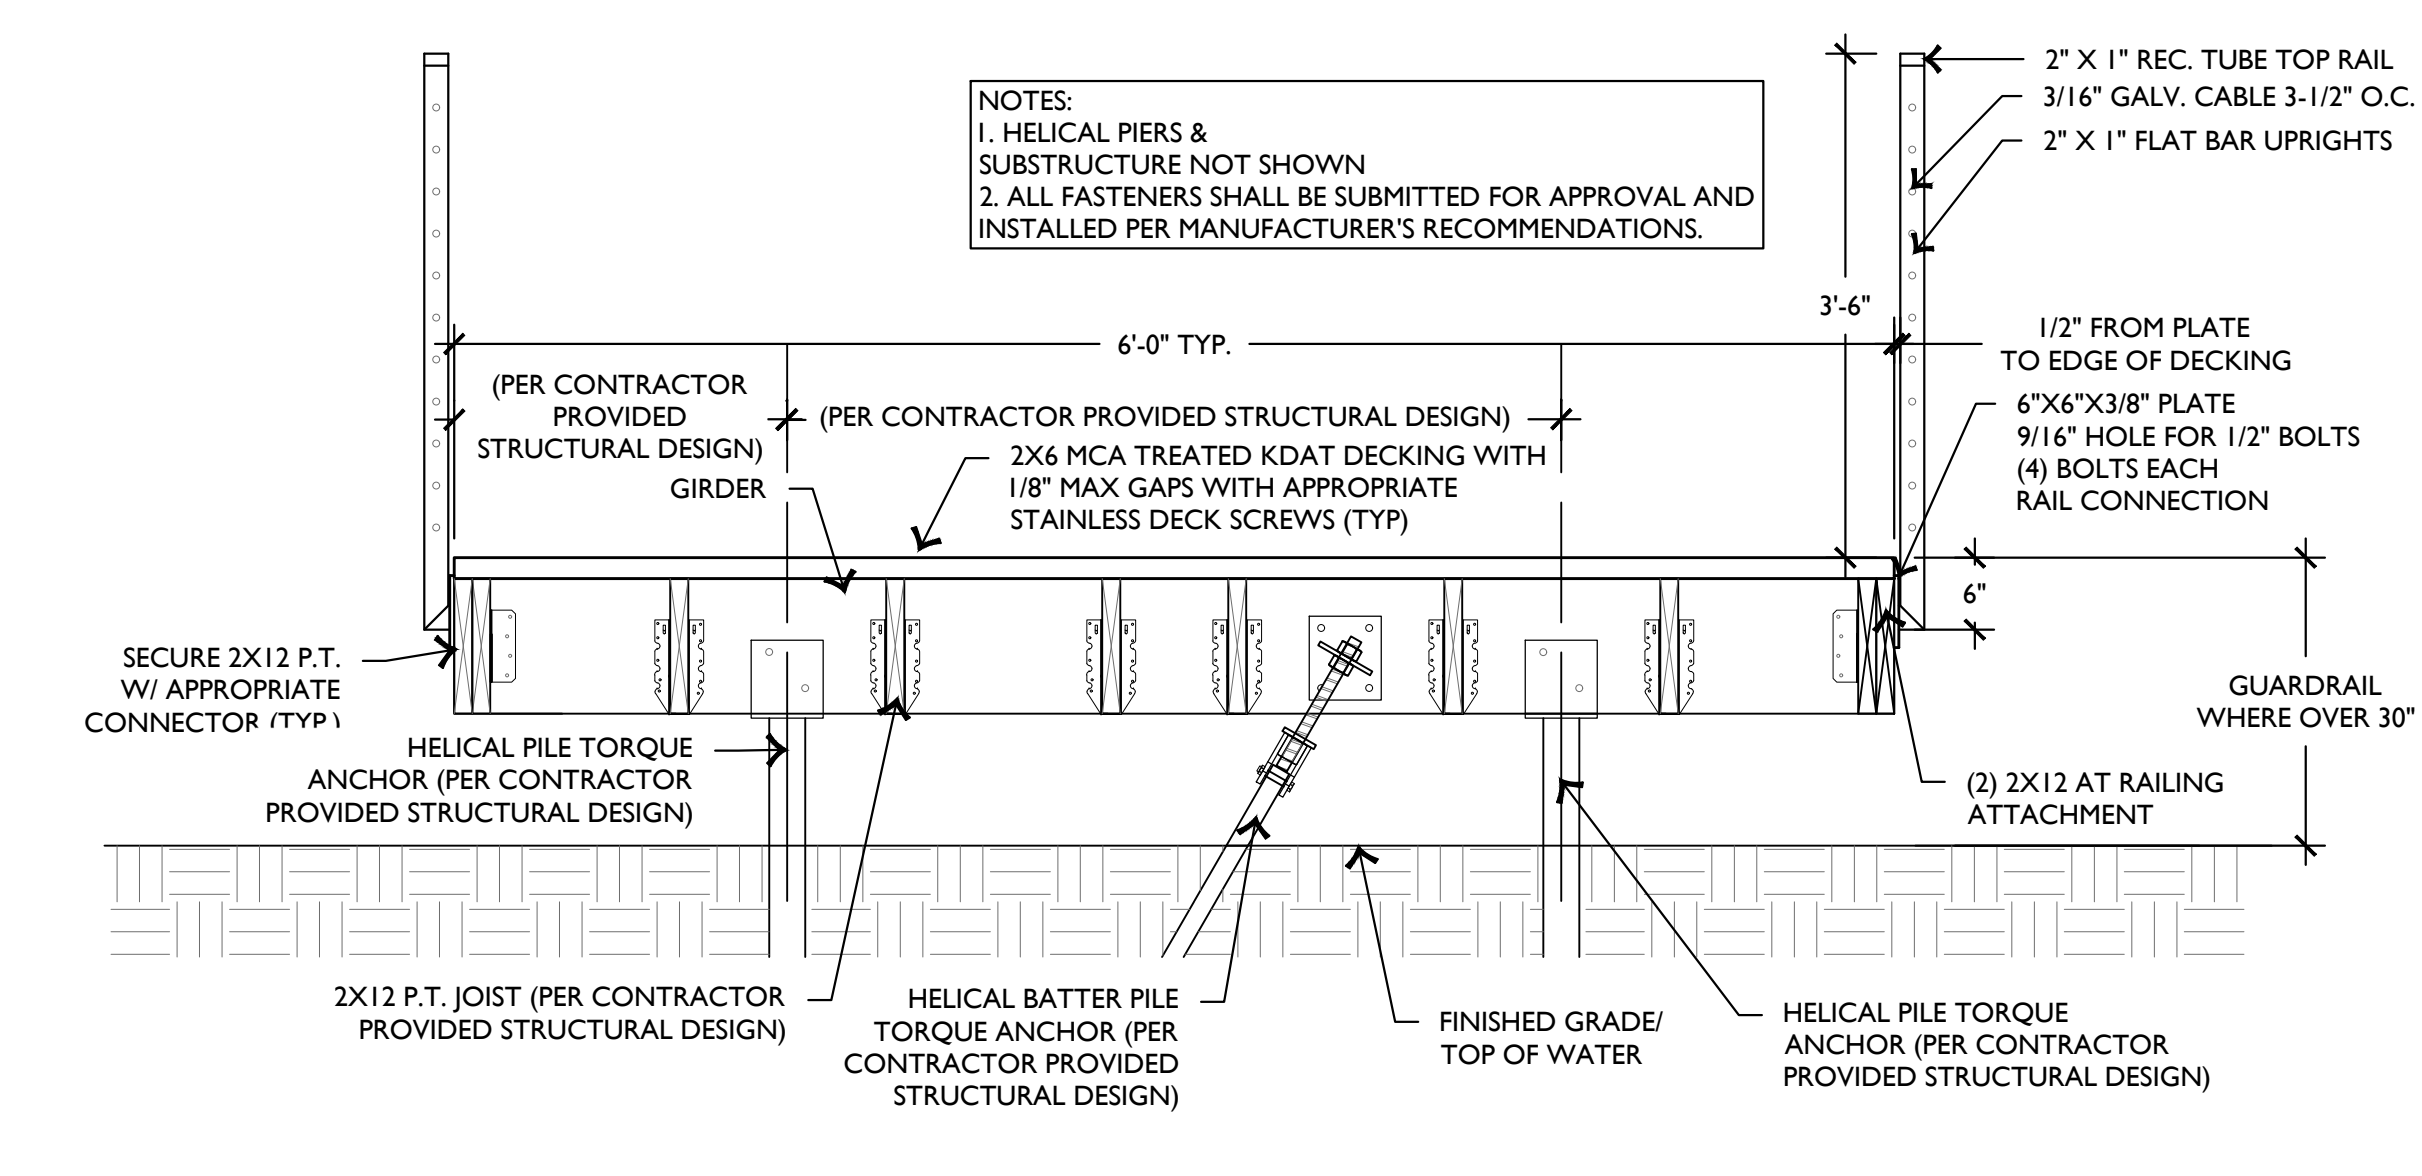 2" X 1" REC. TUBE TOP RAIL
3/16" GALV. CABLE 3-1/2" O.C.
2" X 1" FLAT BAR UPRIGHTS
NOTES:
1. HELICAL PIERS &
SUBSTRUCTURE NOT SHOWN
2. ALL FASTENERS SHALL BE SUBMITTED FOR APPROVAL AND
INSTALLED PER MANUFACTURER'S RECOMMENDATIONS.
3'-6"
6'-0" TYP.
1/2" FROM PLATE
TO EDGE OF DECKING
(PER CONTRACTOR
PROVIDED
STRUCTURAL DESIGN)
(PER CONTRACTOR PROVIDED STRUCTURAL DESIGN)
6"X6"X3/8" PLATE
9/16" HOLE FOR 1/2" BOLTS
(4) BOLTS EACH
RAIL CONNECTION
GIRDER
2X6 MCA TREATED KDAT DECKING WITH
1/8" MAX GAPS WITH APPROPRIATE
STAINLESS DECK SCREWS (TYP)
6"
SECURE 2X12 P.T.
W/ APPROPRIATE
CONNECTOR (TYP.)
GUARDRAIL
WHERE OVER 30"
HELICAL PILE TORQUE
ANCHOR (PER CONTRACTOR
PROVIDED STRUCTURAL DESIGN)
(2) 2X12 AT RAILING
ATTACHMENT
2X12 P.T. JOIST (PER CONTRACTOR
PROVIDED STRUCTURAL DESIGN)
HELICAL BATTER PILE
TORQUE ANCHOR (PER
CONTRACTOR PROVIDED
STRUCTURAL DESIGN)
FINISHED GRADE/
TOP OF WATER
HELICAL PILE TORQUE
ANCHOR (PER CONTRACTOR
PROVIDED STRUCTURAL DESIGN)